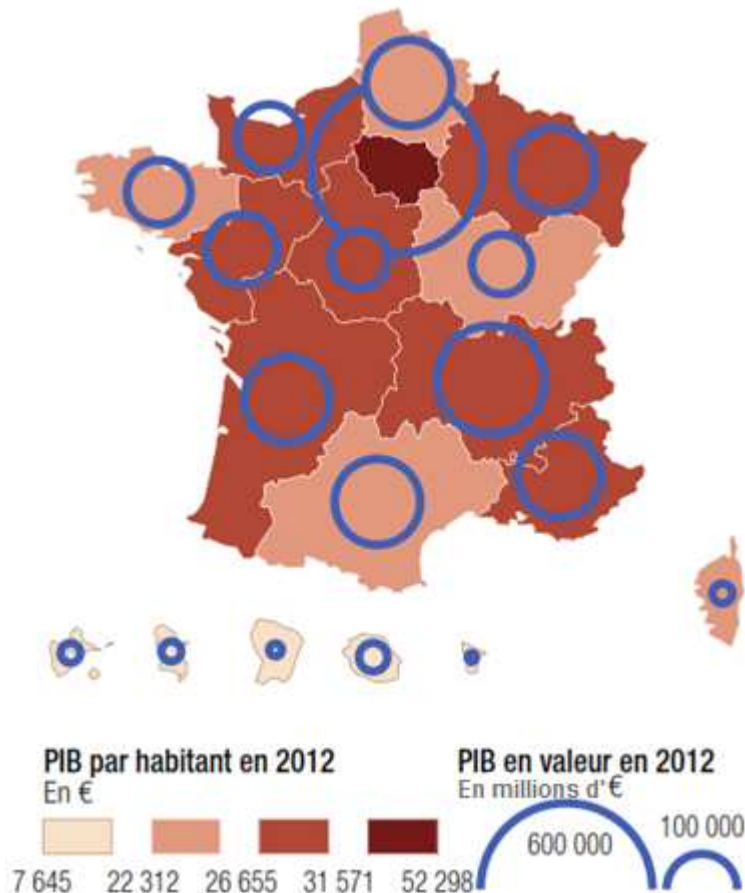 PIB par habitant en 2012
En €
7 645 22 312 26 655 31 571 52 298
PIB en valeur en 2012
En millions d'€
600 000
100 000